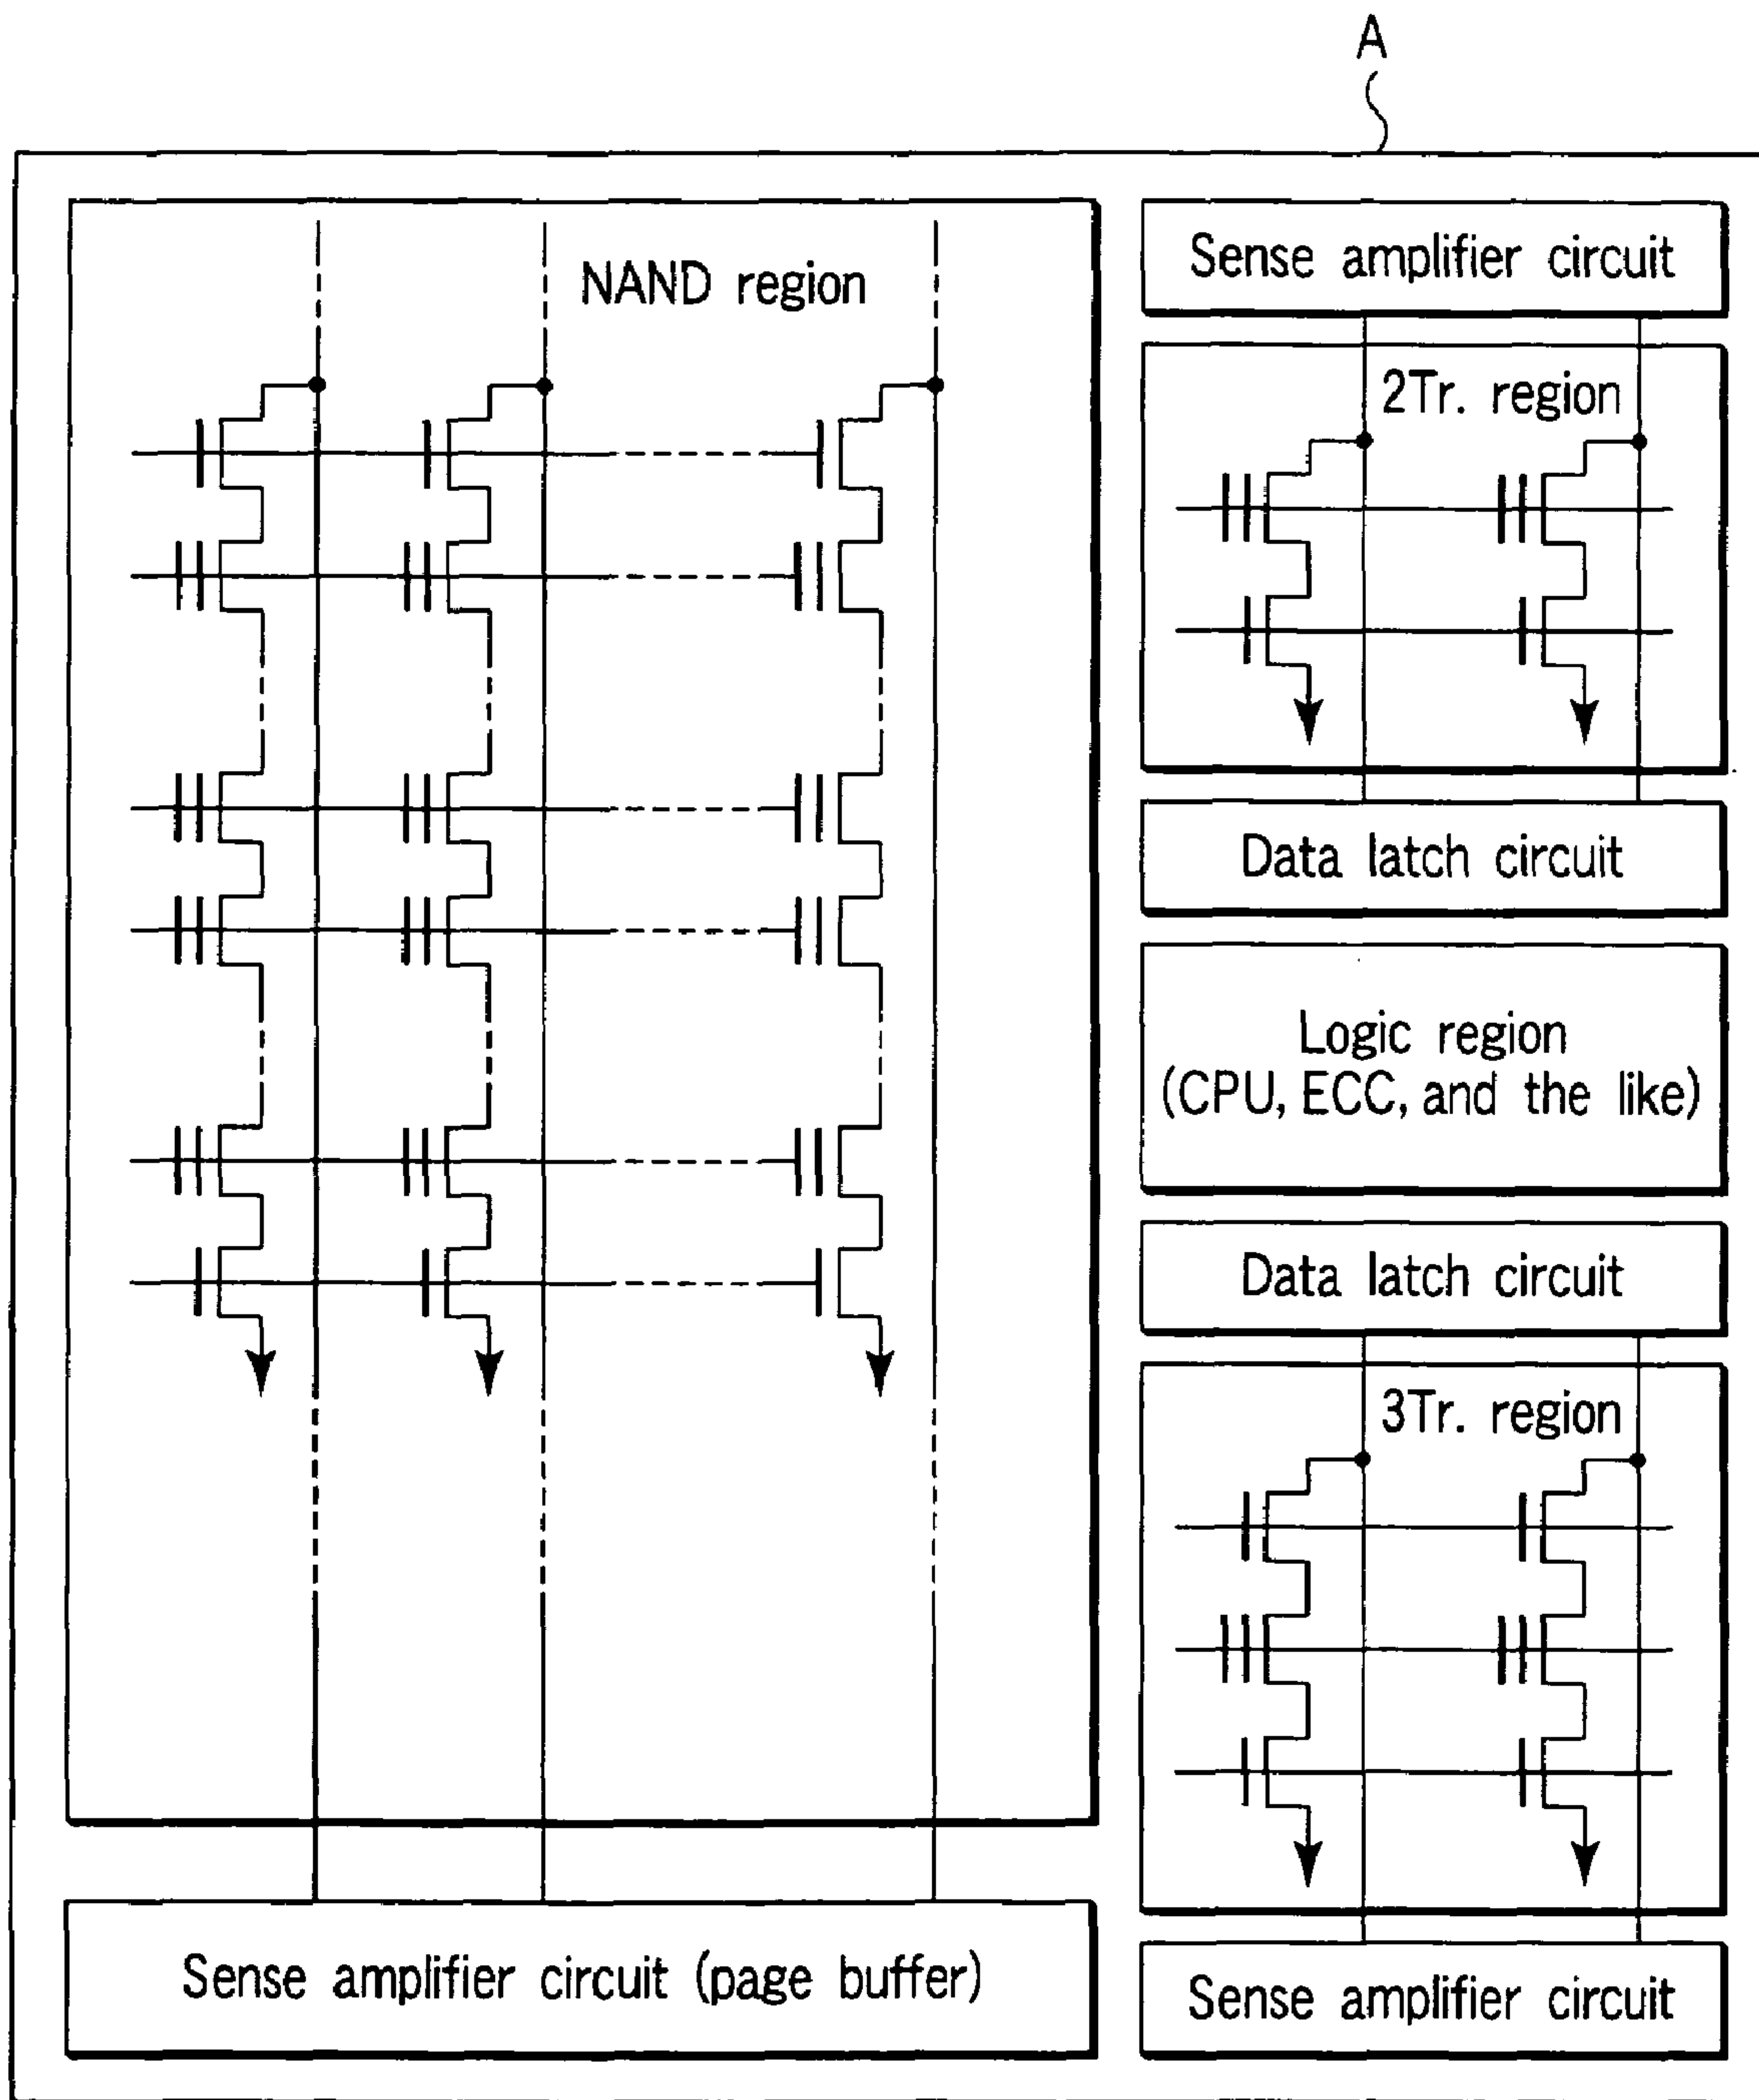 A
NAND region
Sense amplifier circuit (page buffer)
Sense amplifier circuit
2Tr. region
Data latch circuit
Logic region
(CPU, ECC, and the like)
Data latch circuit
3Tr. region
Sense amplifier circuit